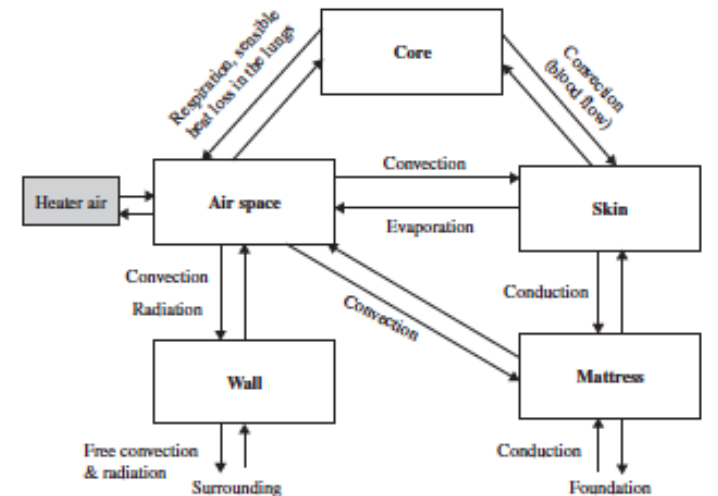 Respiration, sensible
heat loss in the lungs
Core
Convection
(blood flow)
Heater air
Air space
Convection
Evaporation
Skin
Convection
Radiation
Convection
Conduction
Wall
Mattress
Free convection
& radiation
Surrounding
Conduction
Foundation